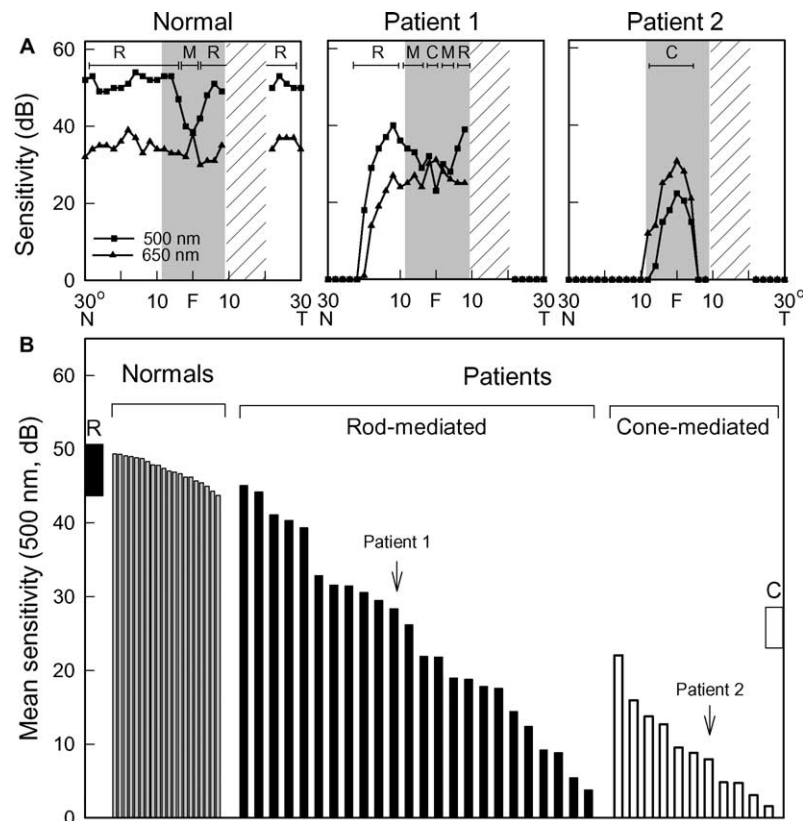 Normal Patient 1 Patient 2
A
60
40
20
0
Sensitivity (dB)
R M R R
500 nm
650 nm
30° 10 F 10 30
N T
R M C M R
30 10 F 10 30
N T
C
30 10 F 10 30°
N T
B
60
50
40
30
20
10
0
Mean sensitivity (500 nm, dB)
Normals Patients
R Rod-mediated Cone-mediated
Patient 1
C
Patient 2